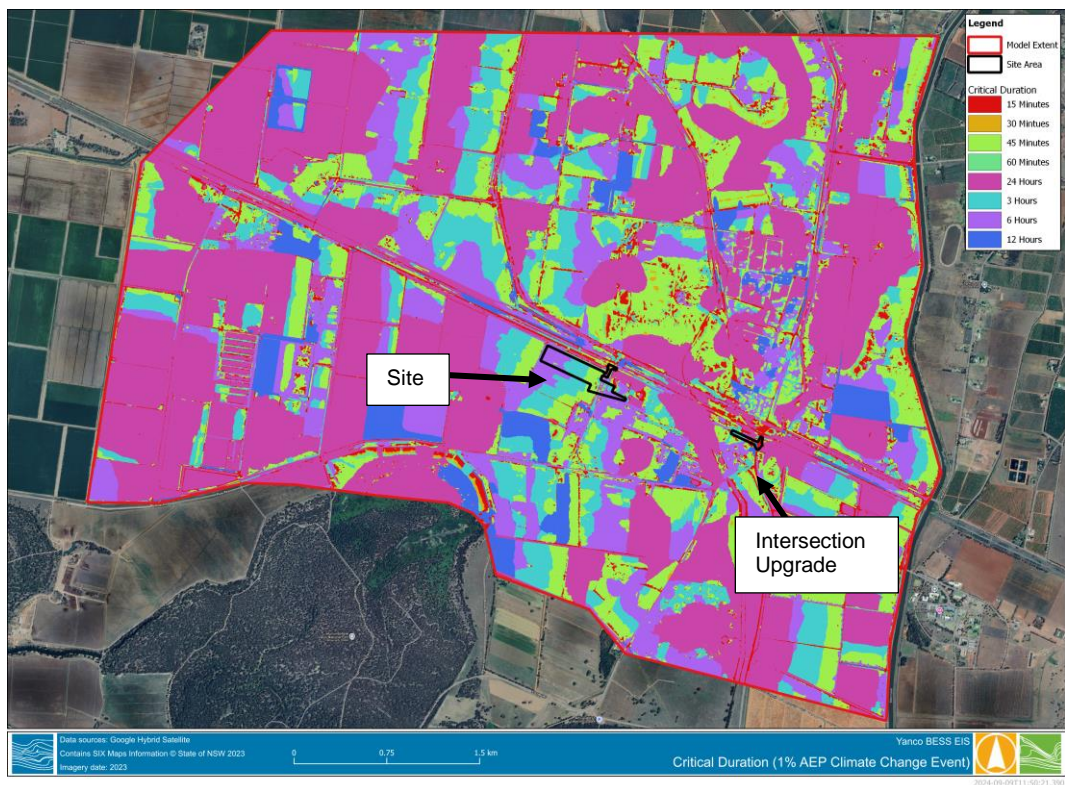 Legend
Model Extent
Site Area
Critical Duration
15 Minutes
30 Mintues
45 Minutes
60 Minutes
24 Hours
3 Hours
6 Hours
12 Hours
Site
Intersection
Upgrade
Data sources: Google Hybrid Satellite
Contains SIX Maps Information © State of NSW 2023
Imagery date: 2023
0 0.75 1.5 km
Yanco BESS EIS
Critical Duration (1% AEP Climate Change Event)